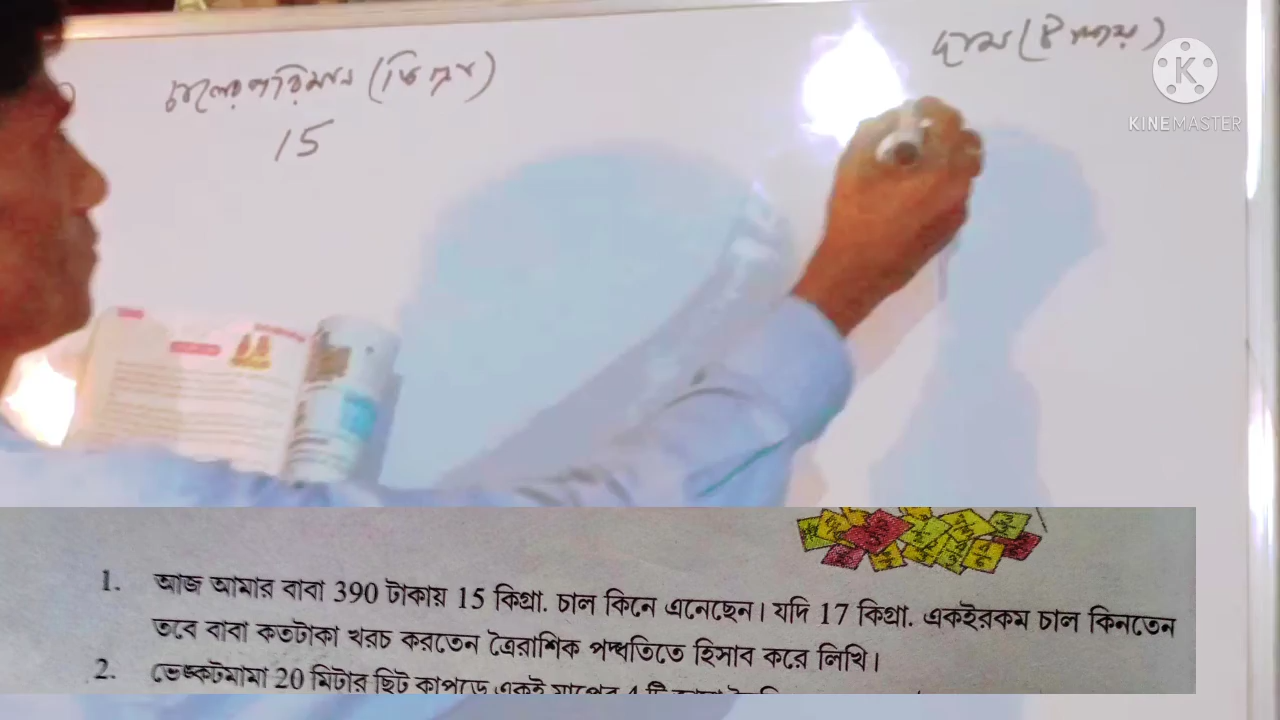 চালের পরিমান (কিগ্রা)
দাম (টাকায়)
15
KINEMASTER
1. আজ আমার বাবা 390 টাকায় 15 কিগ্রা. চাল কিনে এনেছেন। যদি 17 কিগ্রা. একইরকম চাল কিনতেন
তবে বাবা কতটাকা খরচ করতেন ত্রৈরাশিক পদ্ধতিতে হিসাব করে লিখি।
2. ভেঙ্কটমামা 20 মিটার ছিট কাপড়ে একই মাপের 4 টি